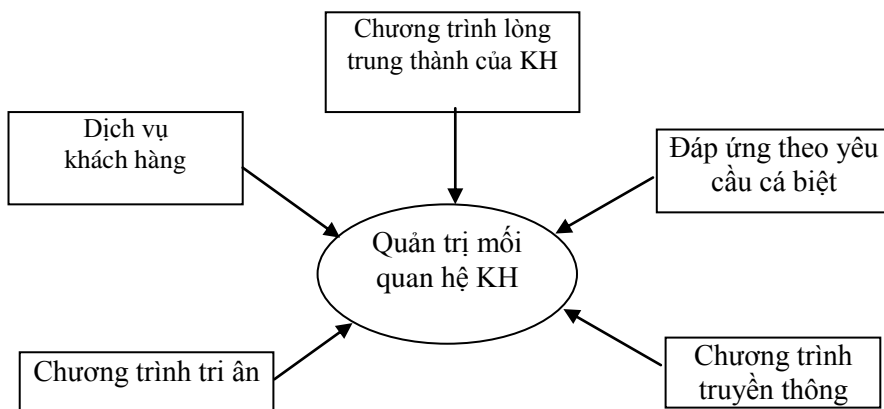 Chương trình lòng
trung thành của KH
Dịch vụ
khách hàng
Đáp ứng theo yêu
cầu cá biệt
Quản trị mối
quan hệ KH
Chương trình tri ân
Chương trình
truyền thông